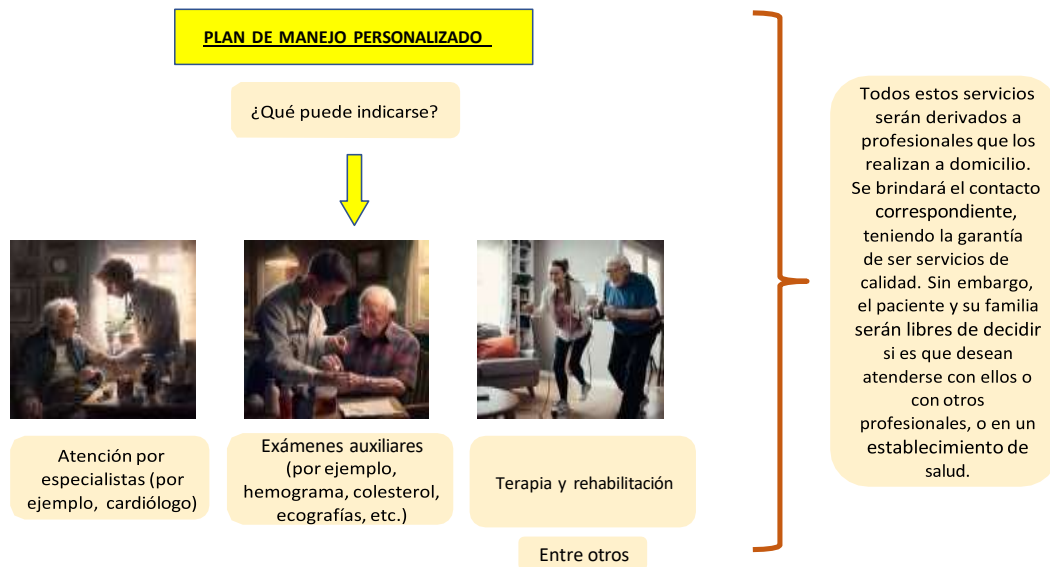 PLAN DE MANEJO PERSONALIZADO
¿Qué puede indicarse?
Atención por
especialistas (por
ejemplo, cardiólogo)
Exámenes auxiliares
(por ejemplo,
hemograma, colesterol,
ecografías, etc.)
Terapia y rehabilitación
Entre otros
Todos estos servicios
serán derivados a
profesionales que los
realizan a domicilio.
Se brindará el contacto
correspondiente,
teniendo la garantía
de ser servicios de
calidad. Sin embargo,
el paciente y su familia
serán libres de decidir
si es que desean
atenderse con ellos o
con otros
profesionales, o en un
establecimiento de
salud.